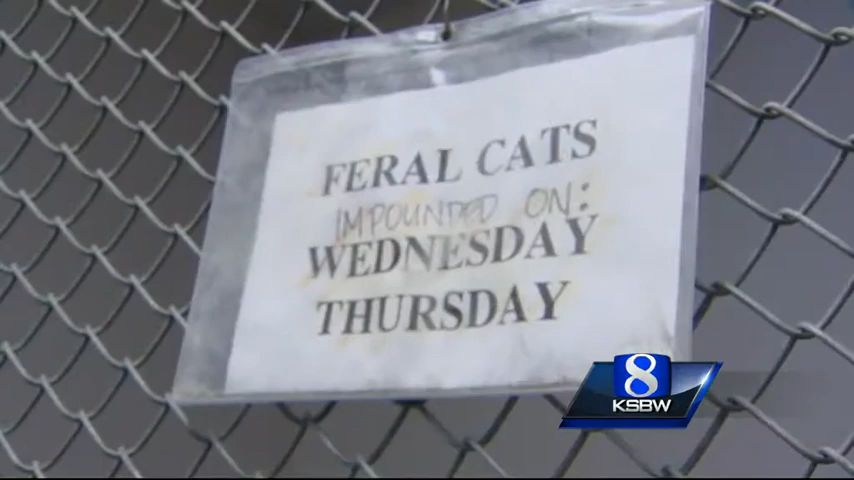 FERAL CATS
IMPOUNDED ON:
WEDNESDAY
THURSDAY
8
KSBW